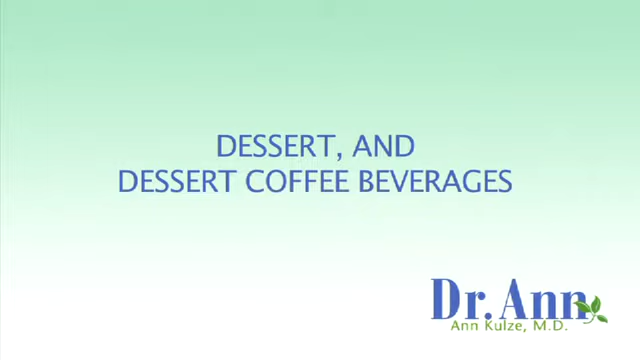 DESSERT, AND
DESSERT COFFEE BEVERAGES
Dr. Ann
Ann Kulze, M.D.